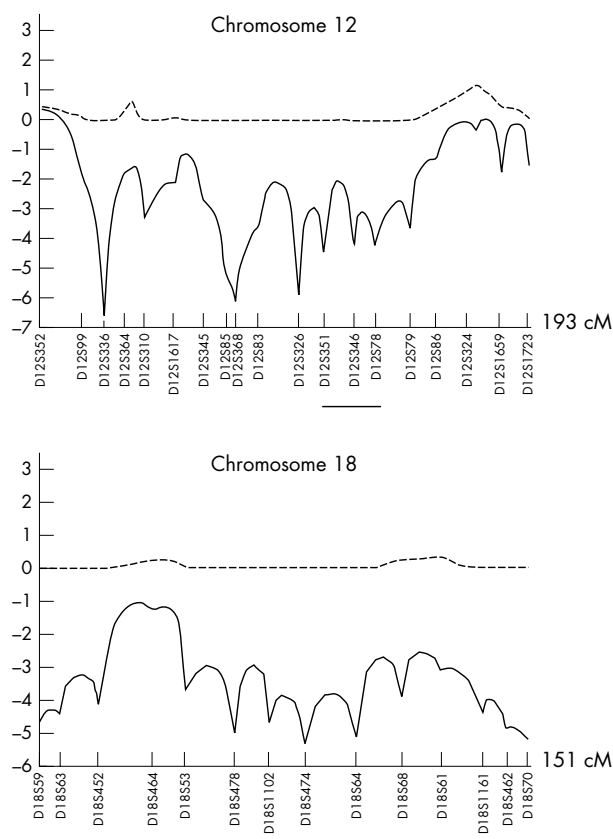 Chromosome 12
3
2
1
0
–1
–2
–3
–4
–5
–6
–7
193 cM
D12S352
D12S99
D12S336
D12S364
D12S310
D12S1617
D12S345
D12S85
D12S368
D12S83
D12S326
D12S351
D12S346
D12S78
D12S79
D12S86
D12S324
D12S1659
D12S1723
Chromosome 18
3
2
1
0
–1
–2
–3
–4
–5
–6
151 cM
D18S59
D18S63
D18S452
D18S464
D18S53
D18S478
D18S1102
D18S474
D18S64
D18S68
D18S61
D18S1161
D18S462
D18S70